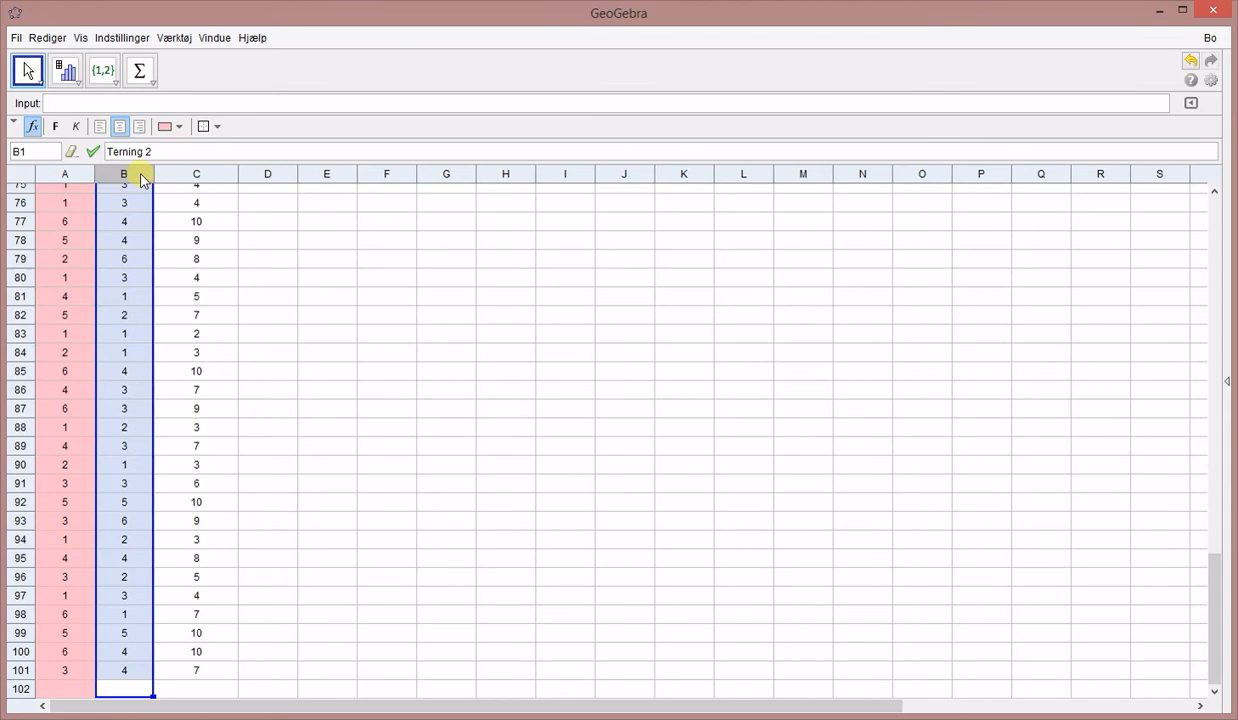 GeoGebra
Fil Rediger Vis Indstillinger Værktøj Vindue Hjælp Bo
{1,2} Σ
Input:
fx F K
B1 Terning 2
A B C D E F G H I J K L M N O P Q R S
75 1 3 4
76 1 3 4
77 6 4 10
78 5 4 9
79 2 6 8
80 1 3 4
81 4 1 5
82 5 2 7
83 1 1 2
84 2 1 3
85 6 4 10
86 4 3 7
87 6 3 9
88 1 2 3
89 4 3 7
90 2 1 3
91 3 3 6
92 5 5 10
93 3 6 9
94 1 2 3
95 4 4 8
96 3 2 5
97 1 3 4
98 6 1 7
99 5 5 10
100 6 4 10
101 3 4 7
102